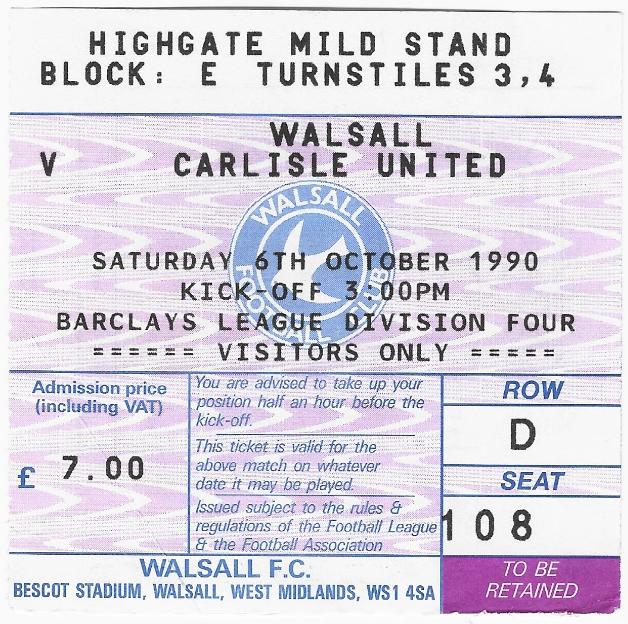 HIGHGATE MILD STAND
BLOCK: E TURNSTILES 3,4
WALSALL
V CARLISLE UNITED
WALSALL FOOTBALL CLUB
SATURDAY 6TH OCTOBER 1990
KICK-OFF 3:00PM
BARCLAYS LEAGUE DIVISION FOUR
====== VISITORS ONLY =====
Admission price
(including VAT)
£ 7.00
You are advised to take up your
position half an hour before the
kick-off.
This ticket is valid for the
above match on whatever
date it may be played.
Issued subject to the rules &
regulations of the Football League
& the Football Association
ROW
D
SEAT
108
WALSALL F.C.
BESCOT STADIUM, WALSALL, WEST MIDLANDS, WS1 4SA
TO BE
RETAINED